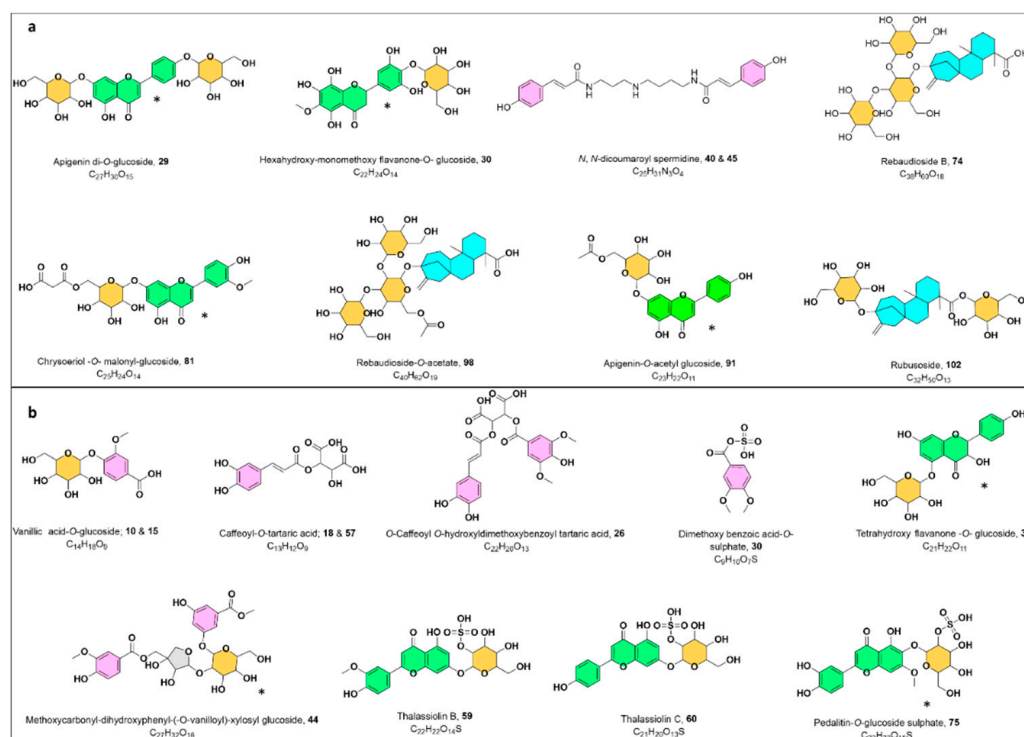 a
Apigenin di-O-glucoside, 29
C27H30O15
Hexahydroxy-monomethoxy flavanone-O- glucoside, 30
C22H24O14
N, N-dicoumaroyl spermidine, 40 & 45
C25H31N3O4
Rebaudioside B, 74
C38H60O18
Chrysoeriol -O- malonyl-glucoside, 81
C25H24O14
Rebaudioside-O-acetate, 98
C40H62O19
Apigenin-O-acetyl glucoside, 91
C23H22O11
Rubusoside, 102
C32H50O13
b
Vanillic acid-O-glucoside; 10 & 15
C14H18O9
Caffeoyl-O-tartaric acid; 18 & 57
C13H12O9
O-Caffeoyl O-hydroxyldimethoxybenzoyl tartaric acid, 26
C22H20O13
Dimethoxy benzoic acid-O-
sulphate, 30
C9H10O7S
Tetrahydroxy flavanone -O- glucoside, 3
C21H22O11
Methoxycarbonyl-dihydroxyphenyl-(-O-vanilloyl)-xylosyl glucoside, 44
C27H32O16
Thalassiolin B, 59
C22H22O14S
Thalassiolin C, 60
C21H20O13S
Pedalitin-O-glucoside sulphate, 75